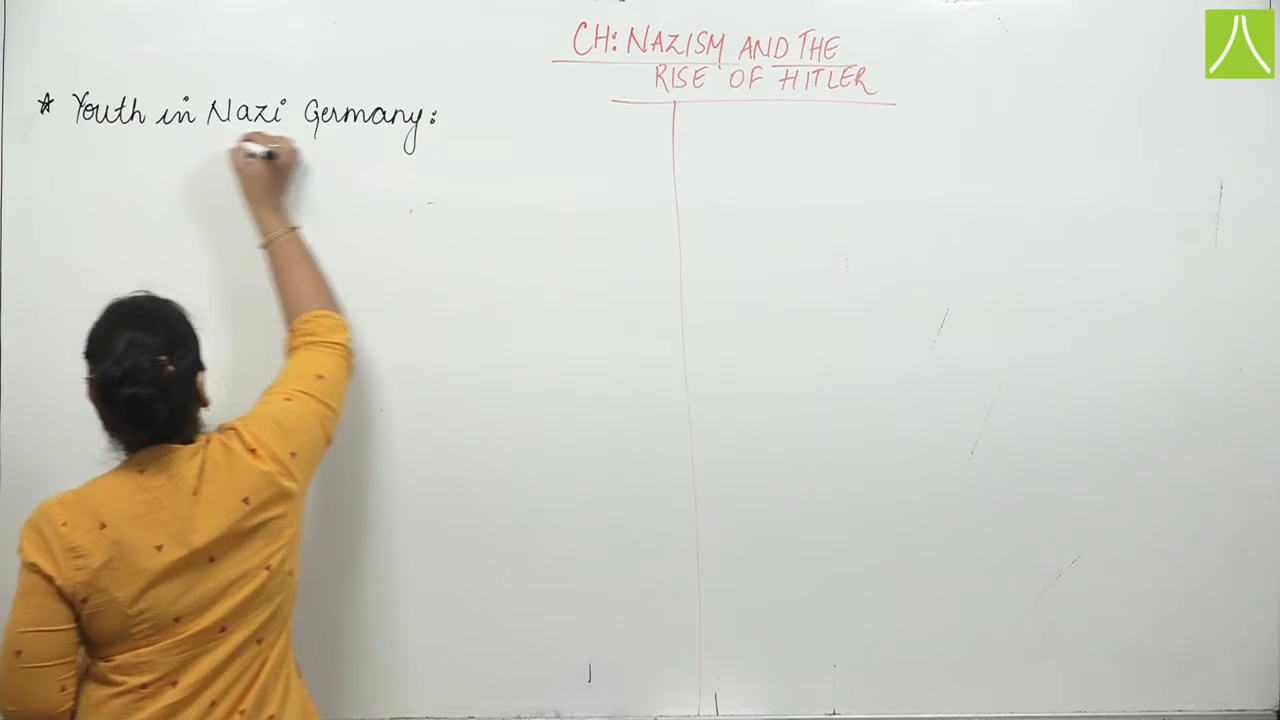 CH: NAZISM AND THE
RISE OF HITLER
* Youth in Nazi Germany: